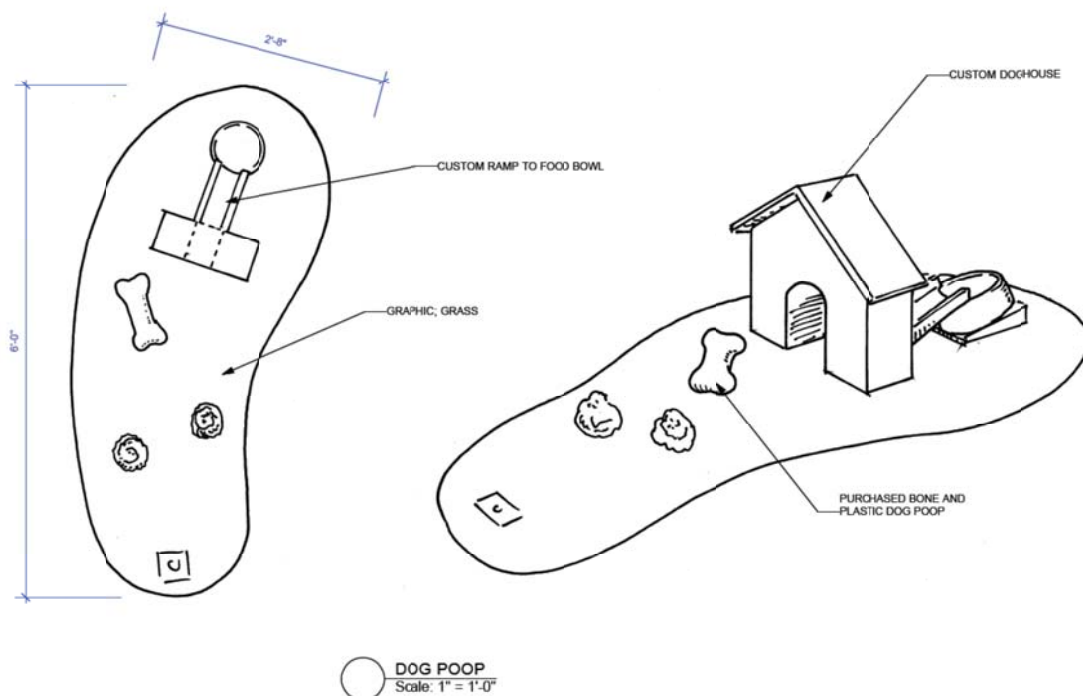 2'-8"
CUSTOM DOGHOUSE
CUSTOM RAMP TO FOOD BOWL
6'-0"
GRAPHIC; GRASS
PURCHASED BONE AND
PLASTIC DOG POOP
C
C
DOG POOP
Scale: 1" = 1'-0"